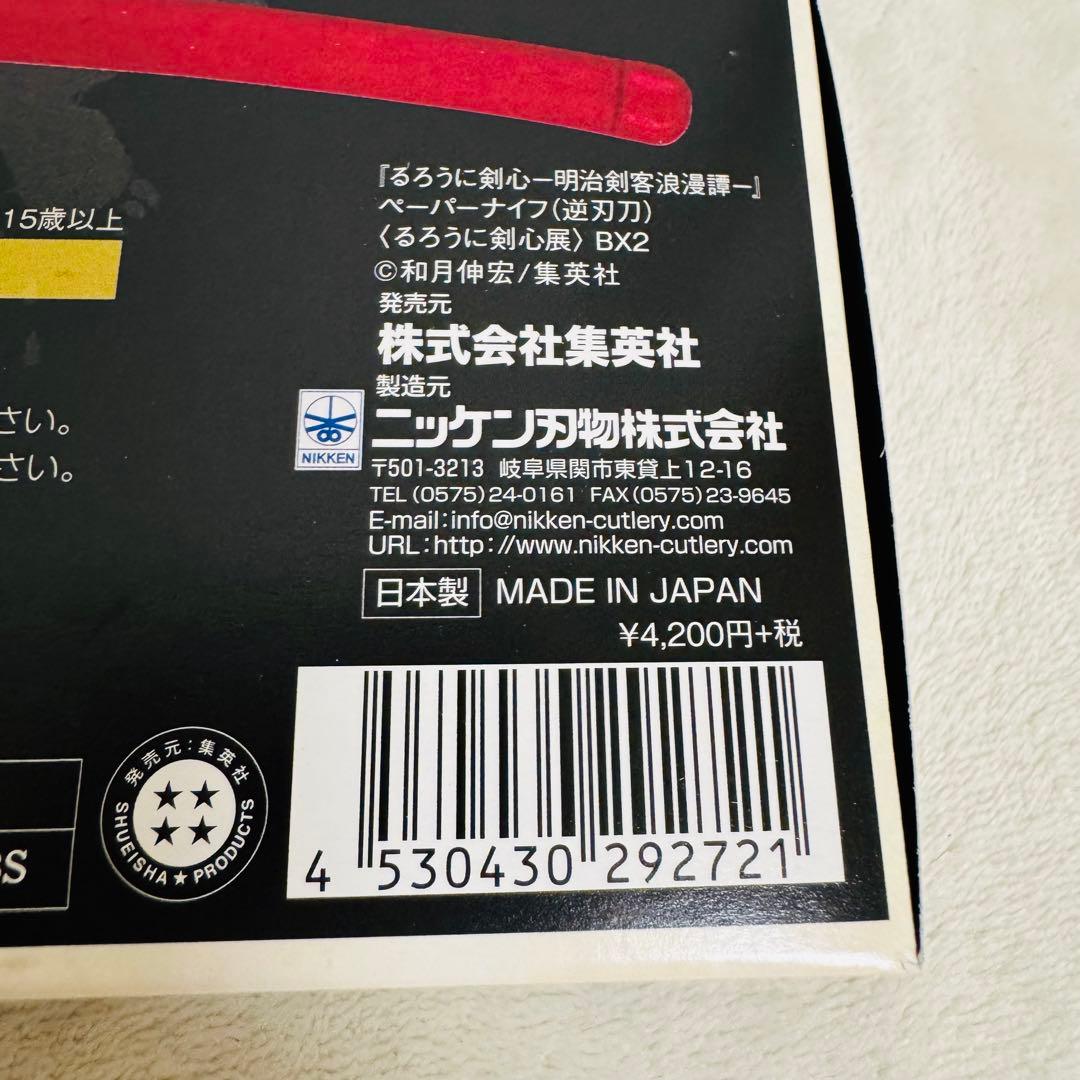 『るろうに剣心ー明治剣客浪漫譚ー』
ペーパーナイフ(逆刃刀)
〈るろうに剣心展〉BX2
©和月伸宏/集英社
発売元
株式会社集英社
製造元
NIKKEN
ニッケン刃物株式会社
〒501-3213 岐阜県関市東貸上12-16
TEL(0575)24-0161 FAX(0575)23-9645
E-mail:info@nikken-cutlery.com
URL:http://www.nikken-cutlery.com
日本製 MADE IN JAPAN
¥4,200円+税
15歳以上
さい。
さい。
発売元:集英社
SHUEISHA★PRODUCTS
4 530430 292721